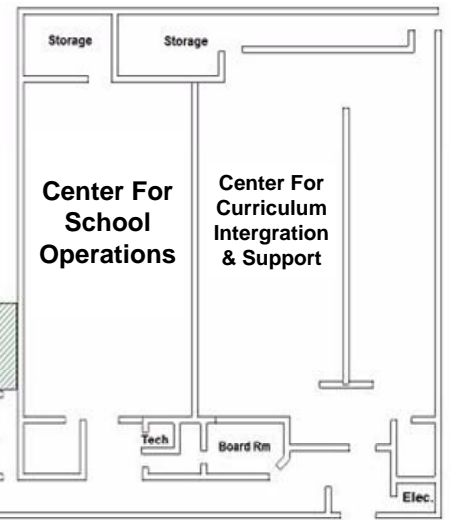 Storage
Storage
Center For
School
Operations
Center For
Curriculum
Intergration
& Support
Tech
Board Rm
Elec.